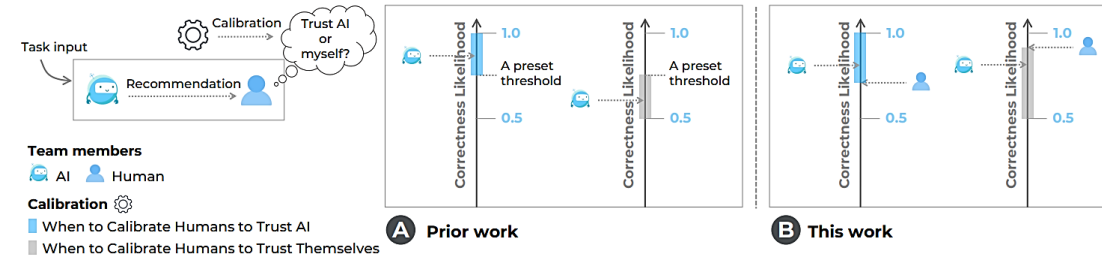 Task input
Calibration
Trust AI
or
myself?
Recommendation
Team members
AI
Human
Calibration
When to Calibrate Humans to Trust AI
When to Calibrate Humans to Trust Themselves
Correctness Likelihood
1.0
A preset
threshold
0.5
Correctness Likelihood
1.0
A preset
threshold
0.5
A
Prior work
Correctness Likelihood
1.0
0.5
Correctness Likelihood
1.0
0.5
B
This work